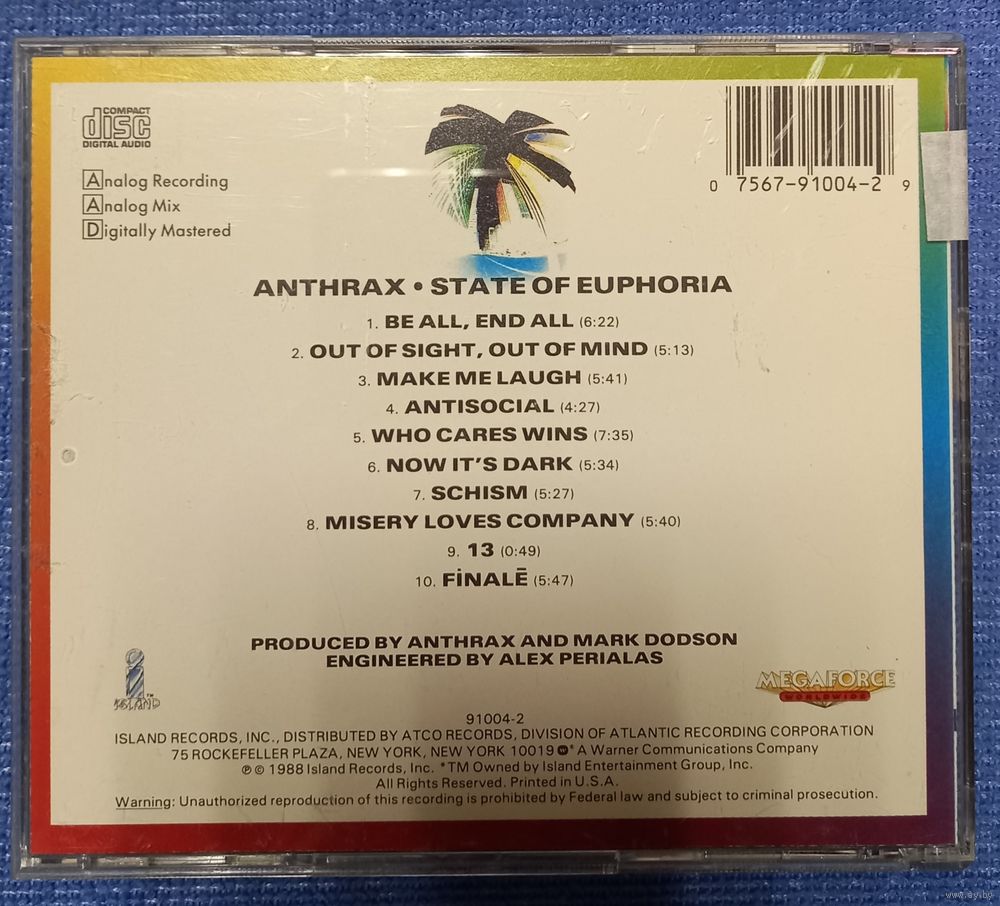 COMPACT
disc
DIGITAL AUDIO
Analog Recording
Analog Mix
Digitally Mastered
0 7567-91004-2 9
ANTHRAX • STATE OF EUPHORIA
1. BE ALL, END ALL (6:22)
2. OUT OF SIGHT, OUT OF MIND (5:13)
3. MAKE ME LAUGH (5:41)
4. ANTISOCIAL (4:27)
5. WHO CARES WINS (7:35)
6. NOW IT'S DARK (5:34)
7. SCHISM (5:27)
8. MISERY LOVES COMPANY (5:40)
9. 13 (0:49)
10. FİNALĒ (5:47)
PRODUCED BY ANTHRAX AND MARK DODSON
ENGINEERED BY ALEX PERIALAS
ISLAND™
MEGAFORCE
WORLDWIDE
91004-2
ISLAND RECORDS, INC., DISTRIBUTED BY ATCO RECORDS, DIVISION OF ATLANTIC RECORDING CORPORATION
75 ROCKEFELLER PLAZA, NEW YORK, NEW YORK 10019 * A Warner Communications Company
℗ © 1988 Island Records, Inc. *TM Owned by Island Entertainment Group, Inc.
All Rights Reserved. Printed in U.S.A.
Warning: Unauthorized reproduction of this recording is prohibited by Federal law and subject to criminal prosecution.
www.ay.by